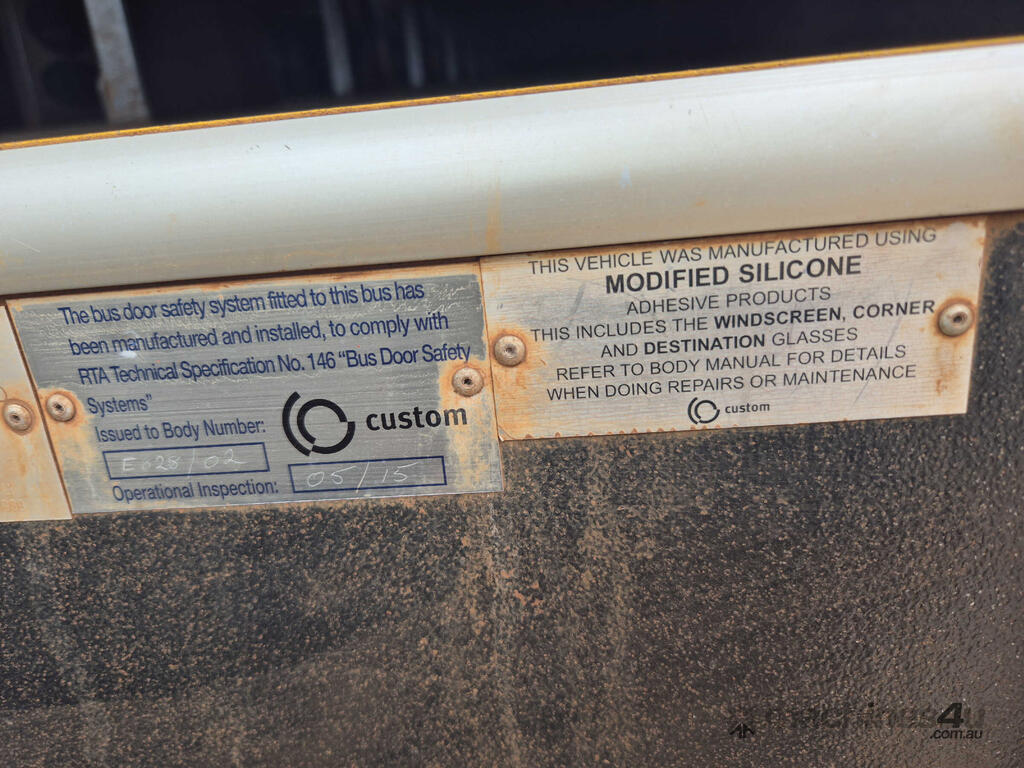 The bus door safety system fitted to this bus has
been manufactured and installed, to comply with
RTA Technical Specification No. 146 "Bus Door Safety
Systems"
Issued to Body Number:
E028/02
Operational Inspection:
05/15
custom
THIS VEHICLE WAS MANUFACTURED USING
MODIFIED SILICONE
ADHESIVE PRODUCTS
THIS INCLUDES THE WINDSCREEN, CORNER
AND DESTINATION GLASSES
REFER TO BODY MANUAL FOR DETAILS
WHEN DOING REPAIRS OR MAINTENANCE
custom
machines4u
.com.au